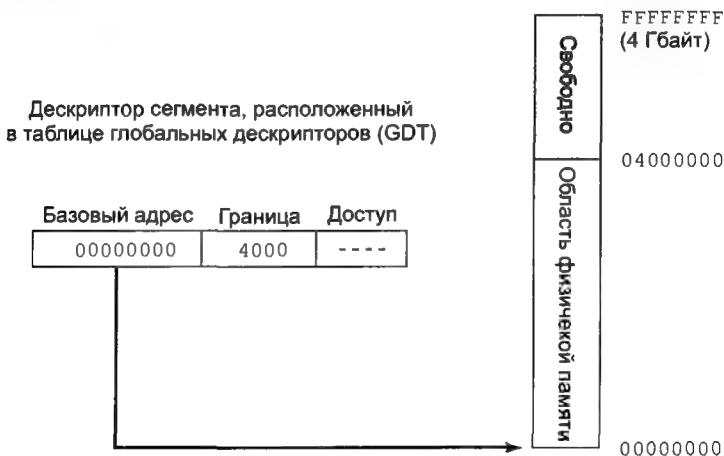 FFFFFFFF
(4 Гбайт)
Свободно
Дескриптор сегмента, расположенный
в таблице глобальных дескрипторов (GDT)
04000000
Область физичекой памяти
Базовый адрес Граница Доступ
00000000 4000 ----
00000000